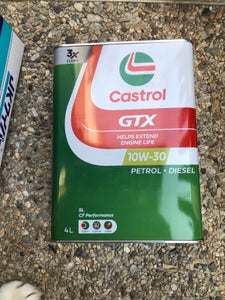 3X
Castrol
GTX
HELPS EXTEND
ENGINE LIFE
10W-30
PETROL • DIESEL
SL
CF Performance
4L